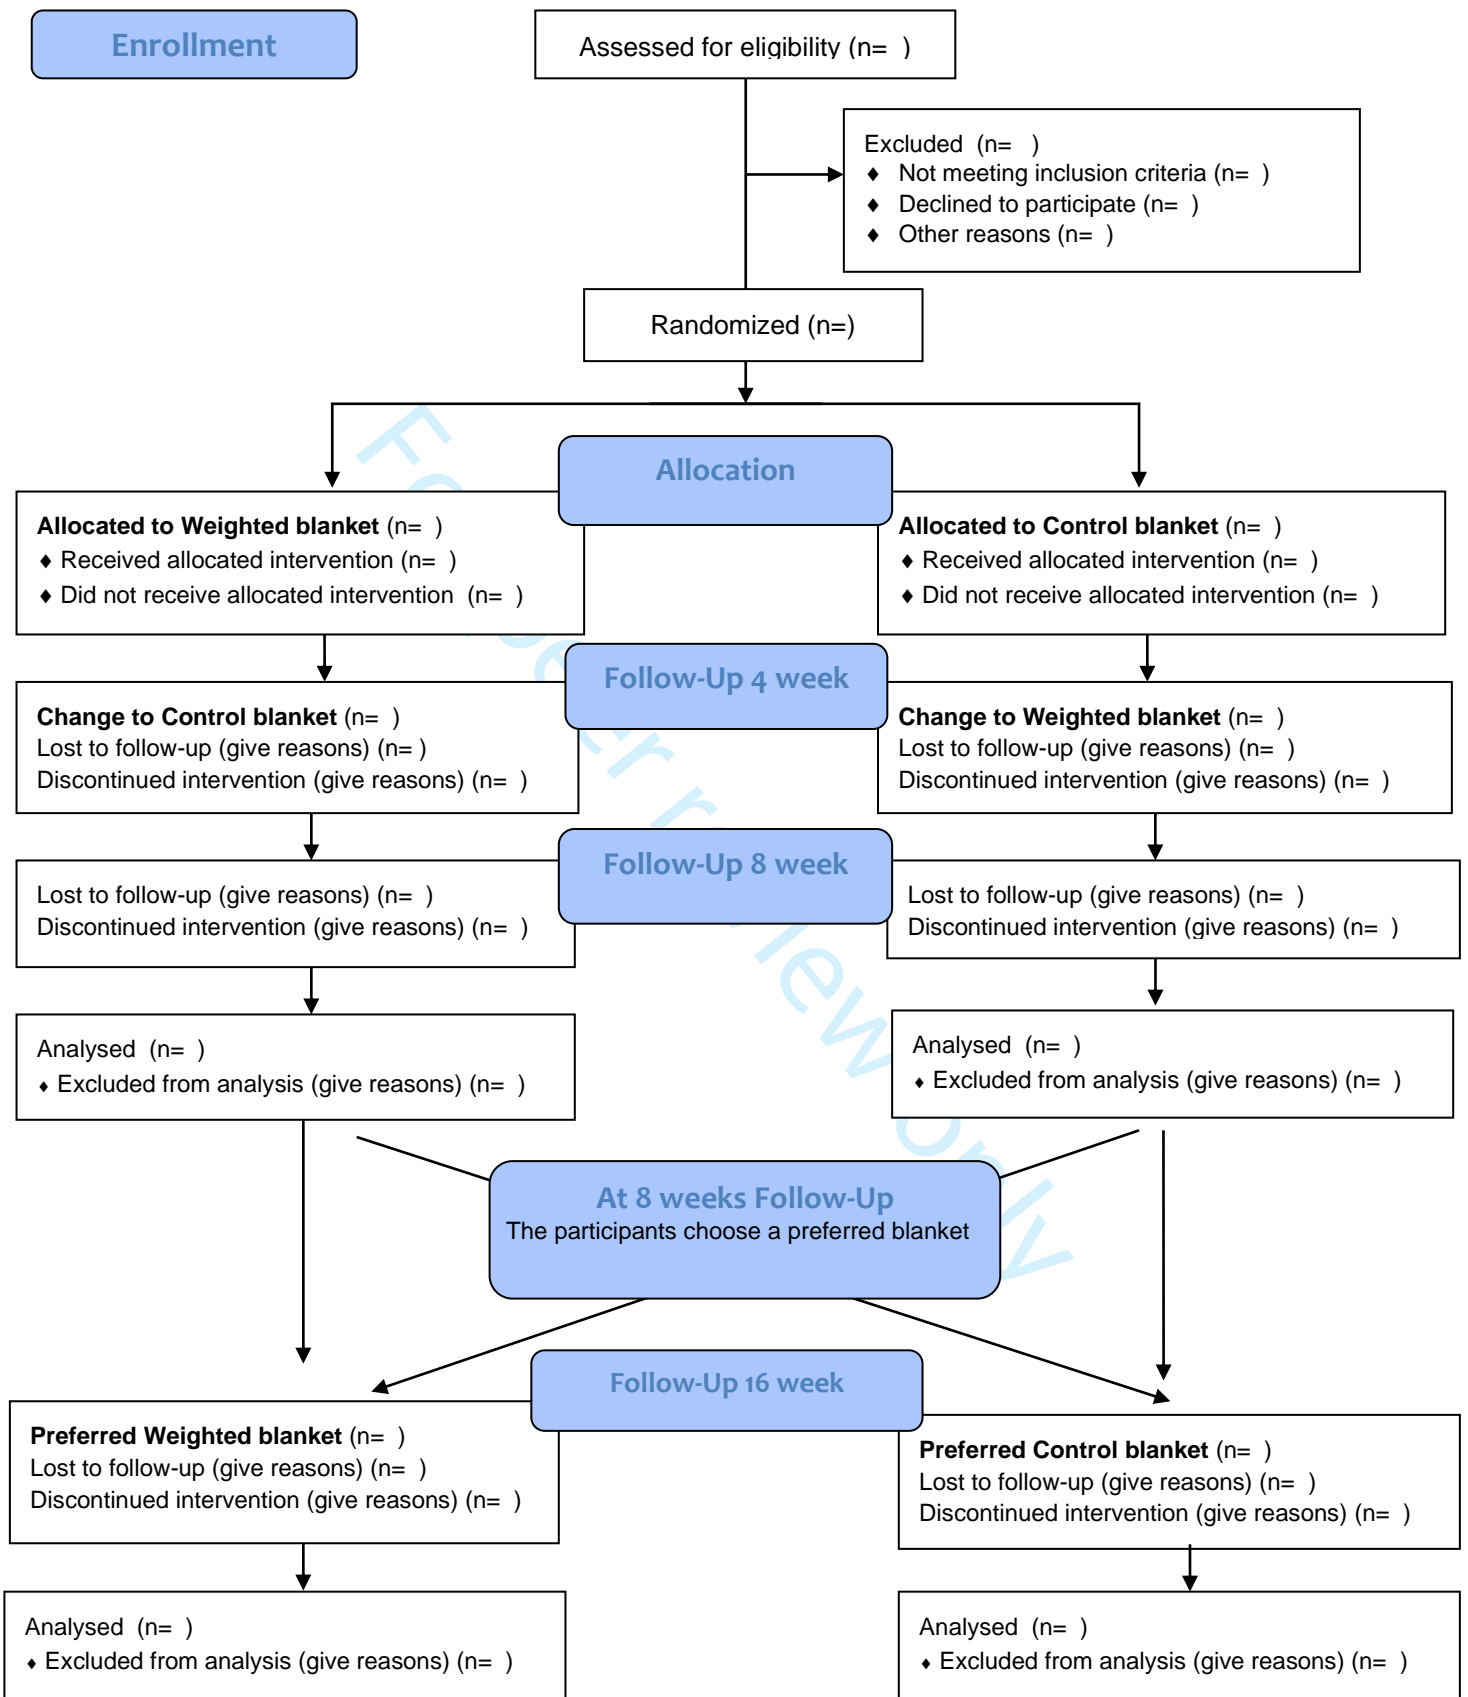 Enrollment
Assessed for eligibility (n=  )
Excluded  (n=   )
♦ Not meeting inclusion criteria (n=  )
♦ Declined to participate (n=  )
♦ Other reasons (n=  )
Randomized (n=)
Allocation
Allocated to Weighted blanket (n=  )
♦ Received allocated intervention (n=  )
♦ Did not receive allocated intervention  (n=  )
Allocated to Control blanket (n=  )
♦ Received allocated intervention (n=  )
♦ Did not receive allocated intervention (n=  )
Follow-Up 4 week
Change to Control blanket (n=  )
Lost to follow-up (give reasons) (n= )
Discontinued intervention (give reasons) (n=  )
Change to Weighted blanket (n=  )
Lost to follow-up (give reasons) (n=  )
Discontinued intervention (give reasons) (n=  )
Follow-Up 8 week
Lost to follow-up (give reasons) (n=  )
Discontinued intervention (give reasons) (n=  )
Lost to follow-up (give reasons) (n=  )
Discontinued intervention (give reasons) (n=  )
Analysed  (n=  )
♦ Excluded from analysis (give reasons) (n=  )
Analysed  (n=  )
♦ Excluded from analysis (give reasons) (n=  )
At 8 weeks Follow-Up
The participants choose a preferred blanket
Follow-Up 16 week
Preferred Weighted blanket (n=  )
Lost to follow-up (give reasons) (n=  )
Discontinued intervention (give reasons) (n=  )
Preferred Control blanket (n=  )
Lost to follow-up (give reasons) (n=  )
Discontinued intervention (give reasons) (n=  )
Analysed  (n=  )
♦ Excluded from analysis (give reasons) (n=  )
Analysed  (n=  )
♦ Excluded from analysis (give reasons) (n=  )
For peer review only